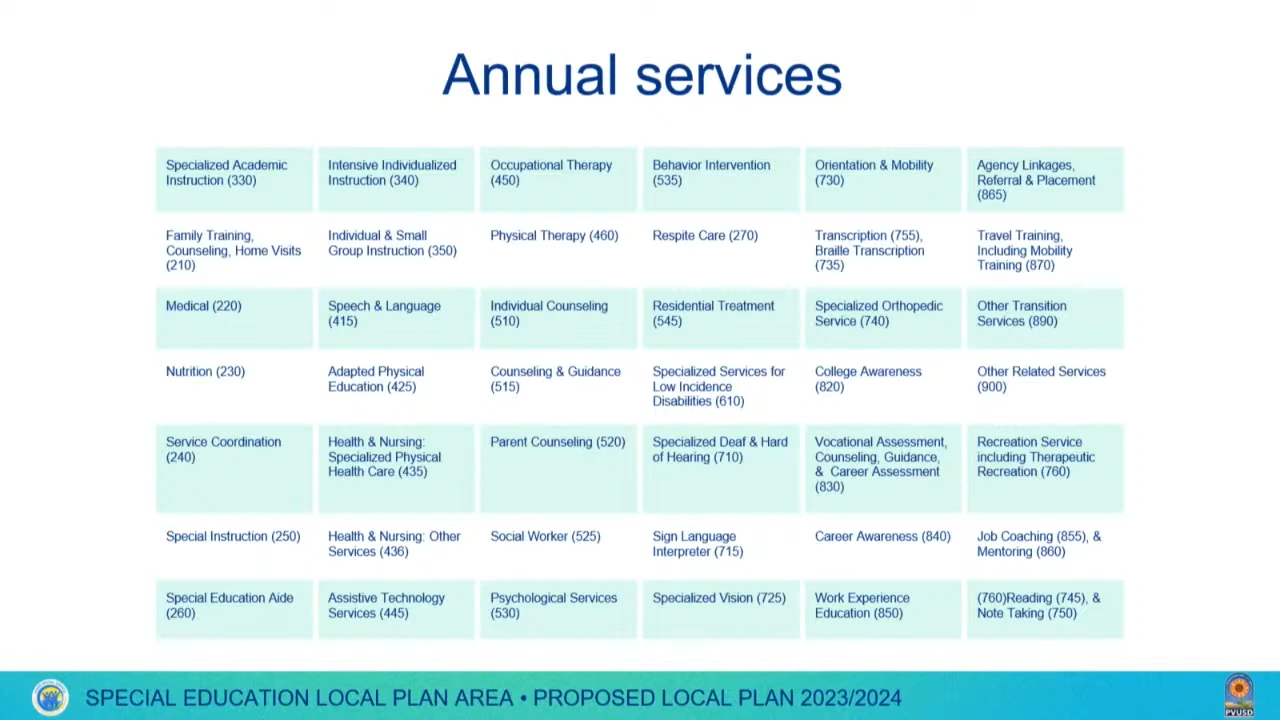 Annual services
Specialized Academic
Instruction (330)
Intensive Individualized
Instruction (340)
Occupational Therapy
(450)
Behavior Intervention
(535)
Orientation & Mobility
(730)
Agency Linkages,
Referral & Placement
(865)
Family Training,
Counseling, Home Visits
(210)
Individual & Small
Group Instruction (350)
Physical Therapy (460)
Respite Care (270)
Transcription (755),
Braille Transcription
(735)
Travel Training,
Including Mobility
Training (870)
Medical (220)
Speech & Language
(415)
Individual Counseling
(510)
Residential Treatment
(545)
Specialized Orthopedic
Service (740)
Other Transition
Services (890)
Nutrition (230)
Adapted Physical
Education (425)
Counseling & Guidance
(515)
Specialized Services for
Low Incidence
Disabilities (610)
College Awareness
(820)
Other Related Services
(900)
Service Coordination
(240)
Health & Nursing:
Specialized Physical
Health Care (435)
Parent Counseling (520)
Specialized Deaf & Hard
of Hearing (710)
Vocational Assessment,
Counseling, Guidance,
& Career Assessment
(830)
Recreation Service
including Therapeutic
Recreation (760)
Special Instruction (250)
Health & Nursing: Other
Services (436)
Social Worker (525)
Sign Language
Interpreter (715)
Career Awareness (840)
Job Coaching (855), &
Mentoring (860)
Special Education Aide
(260)
Assistive Technology
Services (445)
Psychological Services
(530)
Specialized Vision (725)
Work Experience
Education (850)
(760)Reading (745), &
Note Taking (750)
SPECIAL EDUCATION LOCAL PLAN AREA • PROPOSED LOCAL PLAN 2023/2024
PVUSD